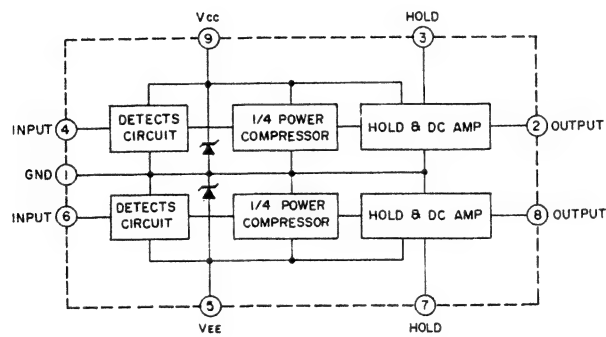 Vcc
HOLD
9
3
INPUT 4
DETECTS CIRCUIT
1/4 POWER COMPRESSOR
HOLD & DC AMP
2 OUTPUT
GND 1
INPUT 6
DETECTS CIRCUIT
1/4 POWER COMPRESSOR
HOLD & DC AMP
8 OUTPUT
5
7
VEE
HOLD